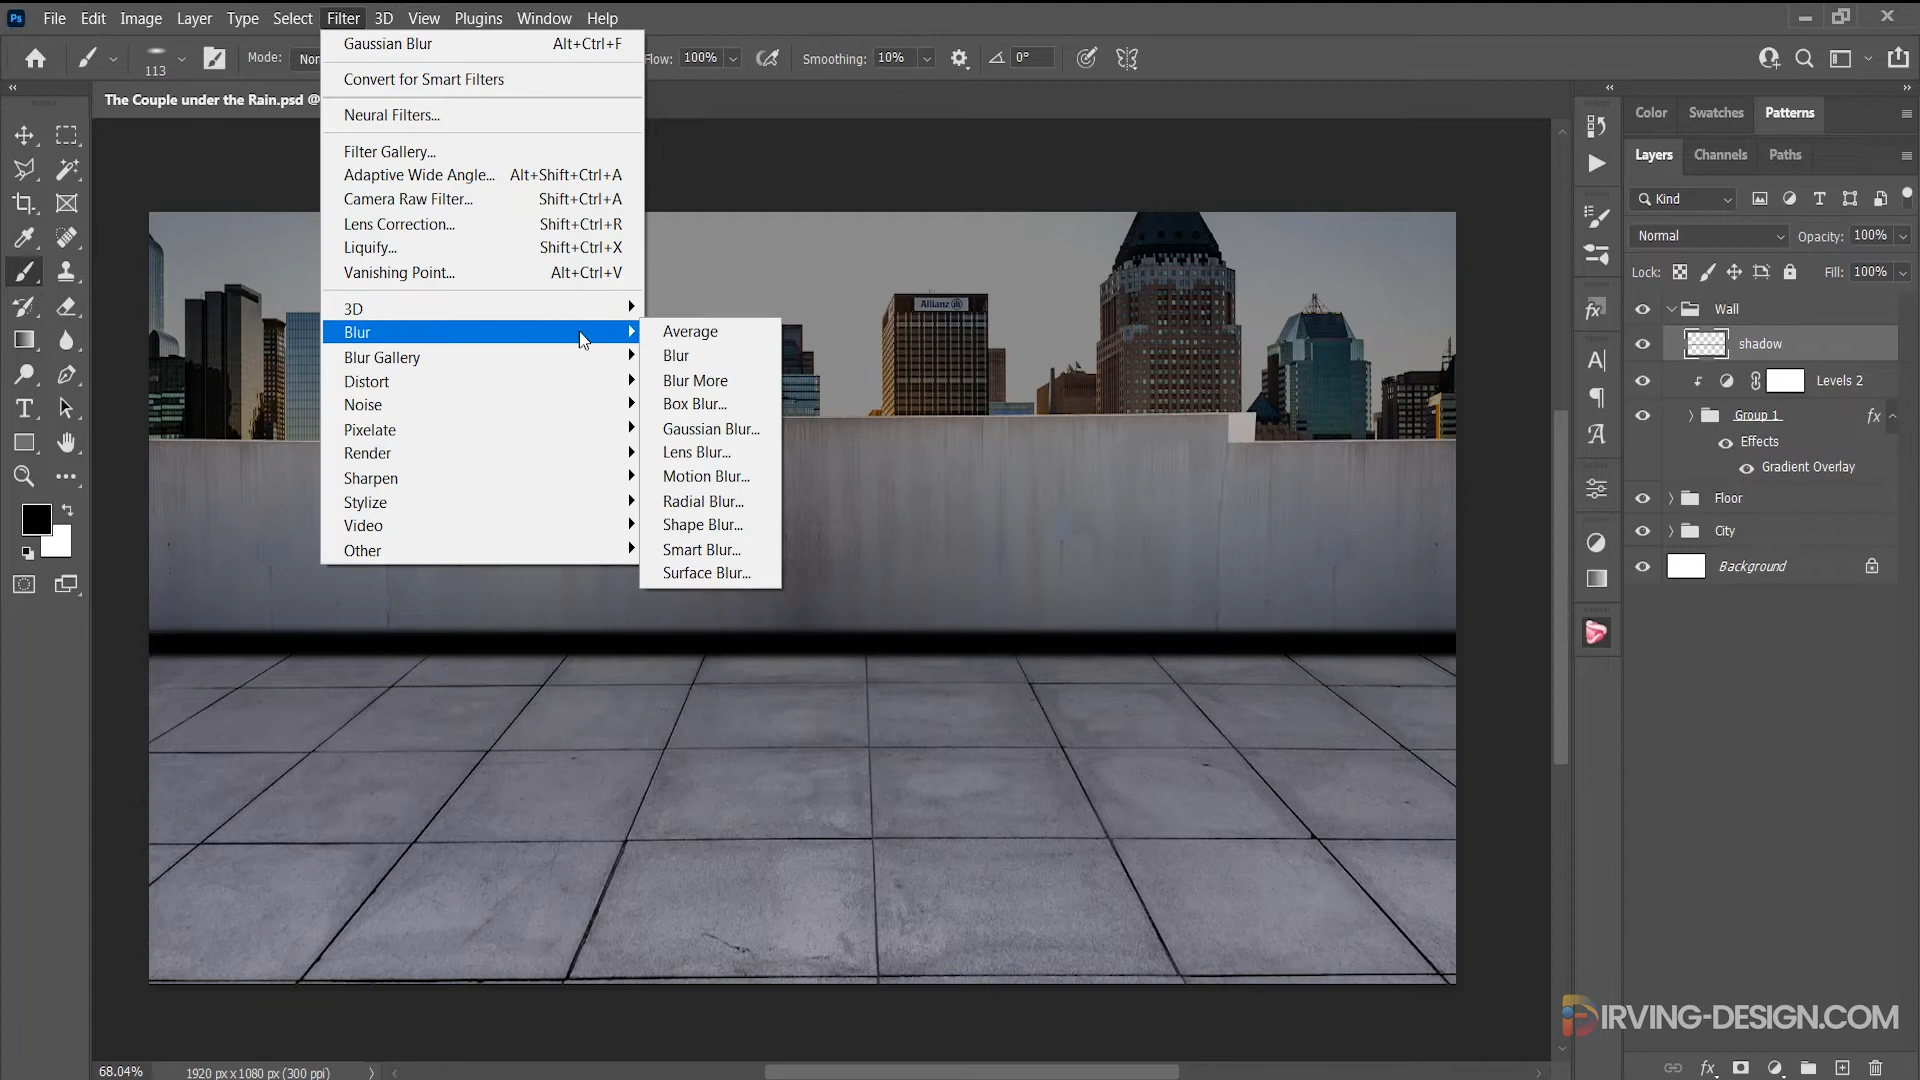 Ps File Edit Image Layer Type Select Filter 3D View Plugins Window Help
113 Mode: Nor Flow: 100% Smoothing: 10% 0°
The Couple under the Rain.psd @
Gaussian Blur Alt+Ctrl+F
Convert for Smart Filters
Neural Filters...
Filter Gallery...
Adaptive Wide Angle... Alt+Shift+Ctrl+A
Camera Raw Filter... Shift+Ctrl+A
Lens Correction... Shift+Ctrl+R
Liquify... Shift+Ctrl+X
Vanishing Point... Alt+Ctrl+V
3D
Blur
Blur Gallery
Distort
Noise
Pixelate
Render
Sharpen
Stylize
Video
Other
Average
Blur
Blur More
Box Blur...
Gaussian Blur...
Lens Blur...
Motion Blur...
Radial Blur...
Shape Blur...
Smart Blur...
Surface Blur...
Allianz
Color Swatches Patterns
Layers Channels Paths
Kind
Normal Opacity: 100%
Lock: Fill: 100%
Wall
shadow
Levels 2
Group 1 fx
Effects
Gradient Overlay
Floor
City
Background
IRVING-DESIGN.COM
68.04% 1920 px x 1080 px (300 ppi)
fx